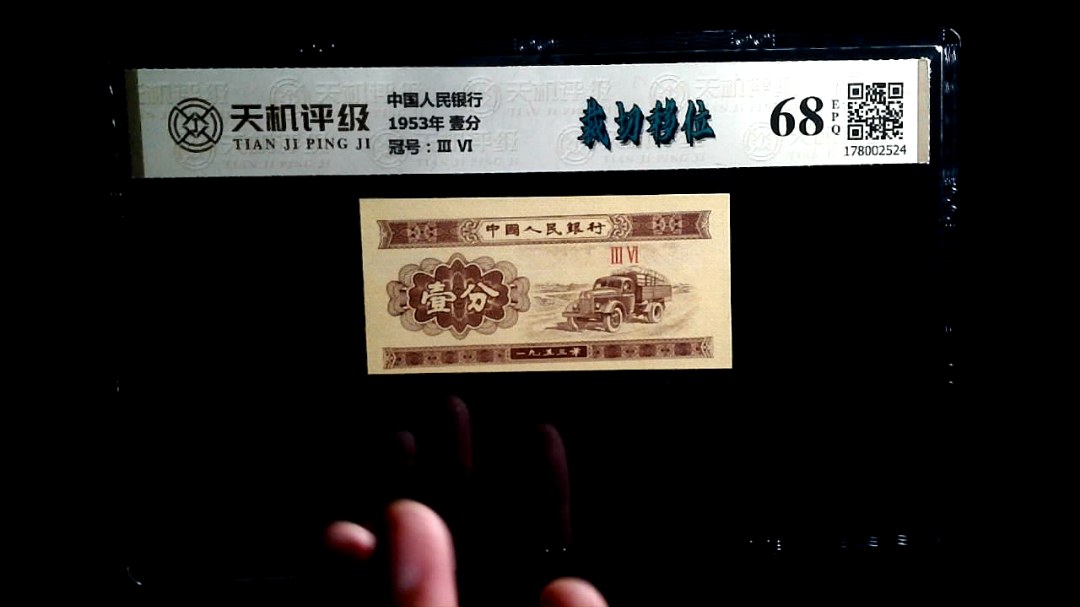 天机评级
TIAN JI PING JI
中国人民银行
1953年 壹分
冠号：Ⅲ Ⅵ
裁切移位
68
EPQ
178002524
中國人民銀行
Ⅲ Ⅵ
壹分
一九五三年